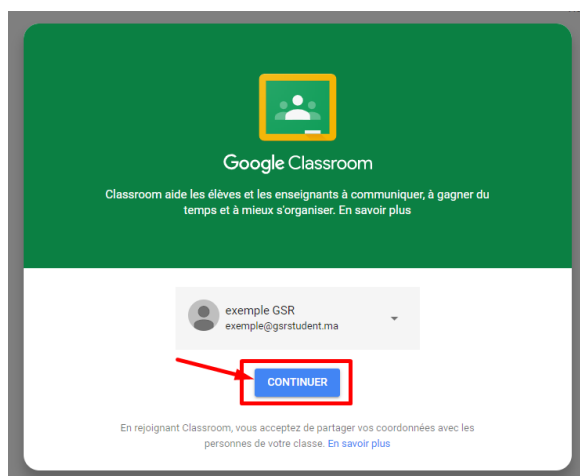 Google Classroom
Classroom aide les élèves et les enseignants à communiquer, à gagner du
temps et à mieux s'organiser. En savoir plus
exemple GSR
exemple@gsrstudent.ma
CONTINUER
En rejoignant Classroom, vous acceptez de partager vos coordonnées avec les
personnes de votre classe. En savoir plus